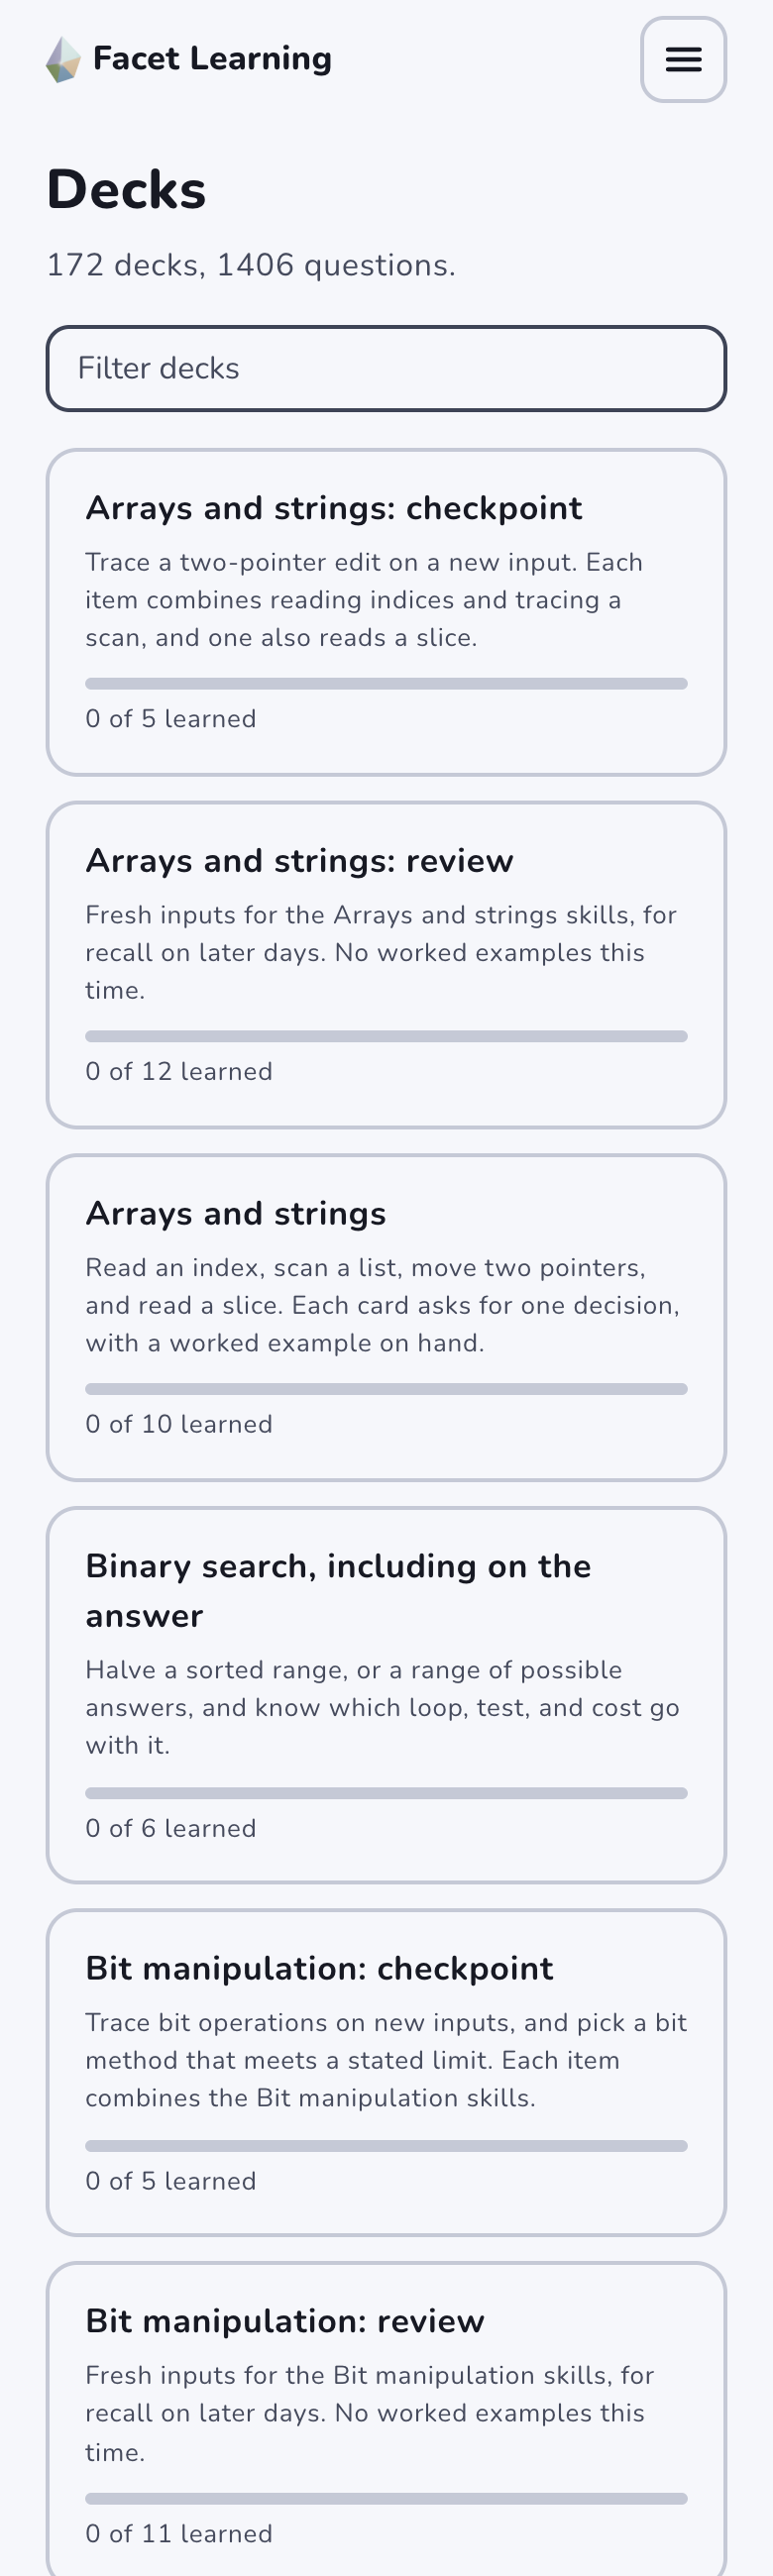 Facet Learning
Decks
172 decks, 1406 questions.
Filter decks
Arrays and strings: checkpoint
Trace a two-pointer edit on a new input. Each
item combines reading indices and tracing a
scan, and one also reads a slice.
0 of 5 learned
Arrays and strings: review
Fresh inputs for the Arrays and strings skills, for
recall on later days. No worked examples this
time.
0 of 12 learned
Arrays and strings
Read an index, scan a list, move two pointers,
and read a slice. Each card asks for one decision,
with a worked example on hand.
0 of 10 learned
Binary search, including on the
answer
Halve a sorted range, or a range of possible
answers, and know which loop, test, and cost go
with it.
0 of 6 learned
Bit manipulation: checkpoint
Trace bit operations on new inputs, and pick a bit
method that meets a stated limit. Each item
combines the Bit manipulation skills.
0 of 5 learned
Bit manipulation: review
Fresh inputs for the Bit manipulation skills, for
recall on later days. No worked examples this
time.
0 of 11 learned